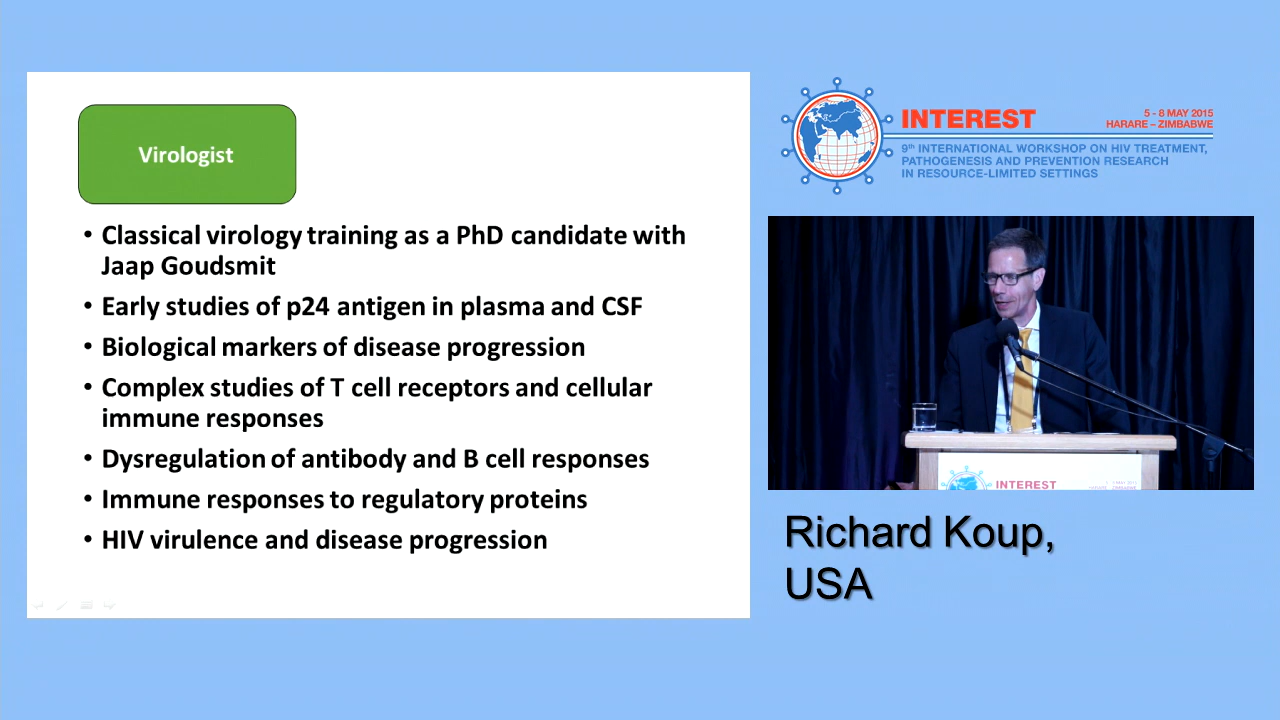 Virologist
• Classical virology training as a PhD candidate with
Jaap Goudsmit
• Early studies of p24 antigen in plasma and CSF
• Biological markers of disease progression
• Complex studies of T cell receptors and cellular
immune responses
• Dysregulation of antibody and B cell responses
• Immune responses to regulatory proteins
• HIV virulence and disease progression
INTEREST
5 - 8 MAY 2015
HARARE – ZIMBABWE
9th INTERNATIONAL WORKSHOP ON HIV TREATMENT,
PATHOGENESIS AND PREVENTION RESEARCH
IN RESOURCE-LIMITED SETTINGS
INTEREST
Richard Koup,
USA